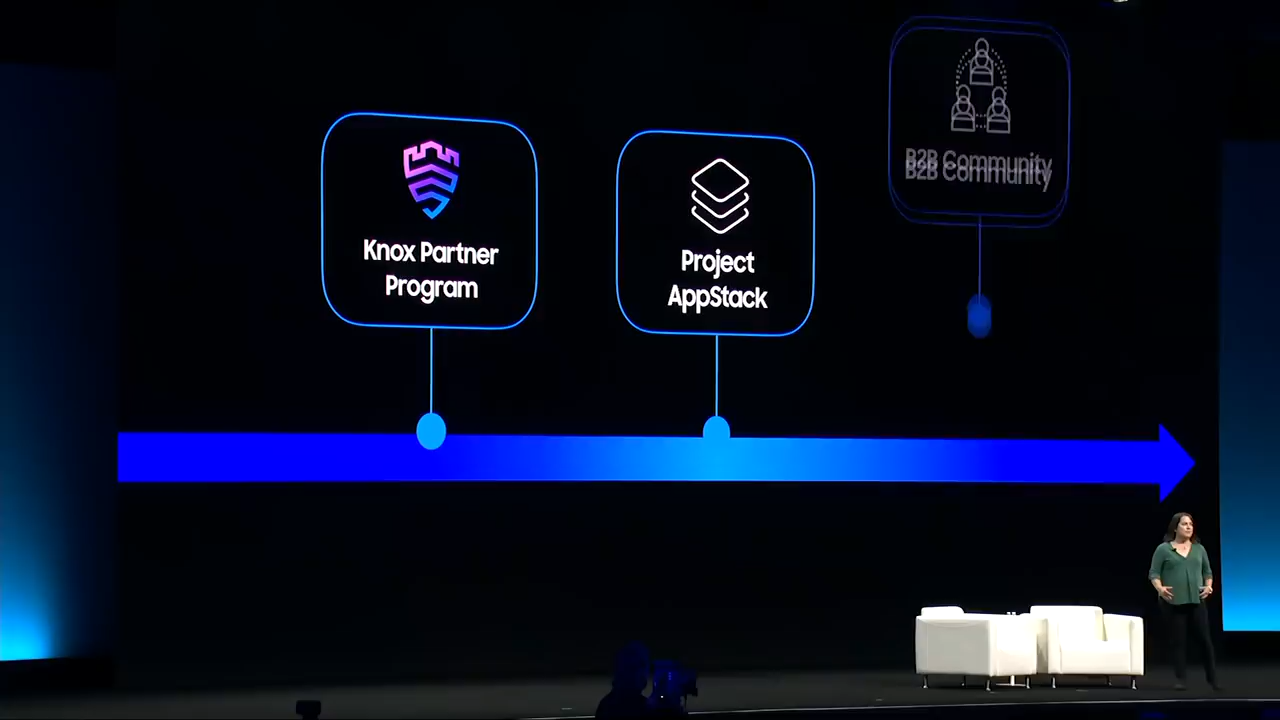 Knox Partner
Program
Project
AppStack
B2B Community